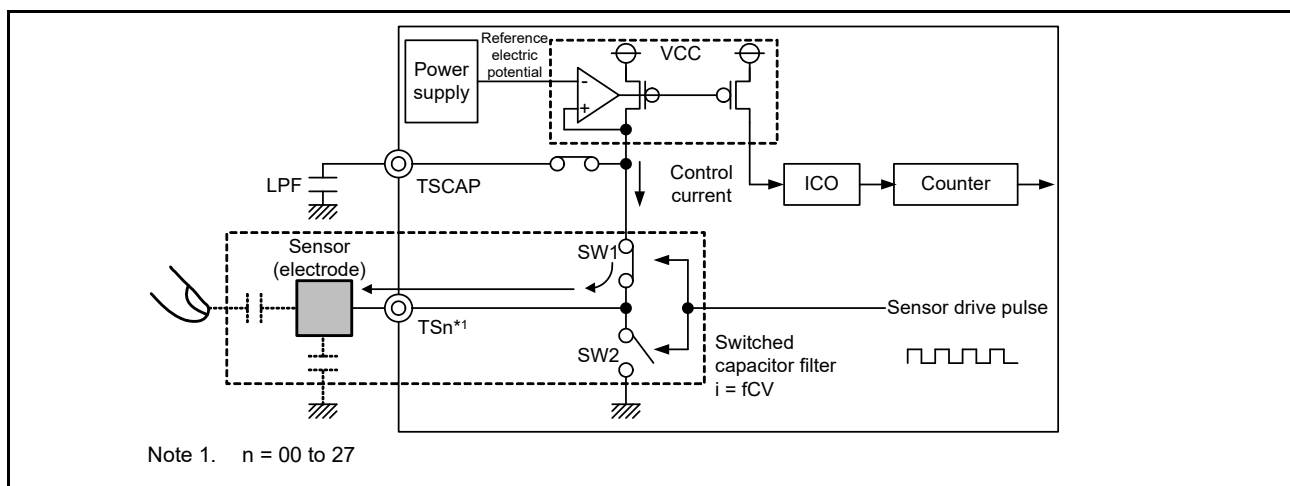 Reference
electric
potential
VCC
Power
supply
-
+
LPF
TSCAP
Control
current
ICO
Counter
Sensor
(electrode)
SW1
TSn*1
Sensor drive pulse
SW2
Switched
capacitor filter
i = fCV
Note 1. n = 00 to 27